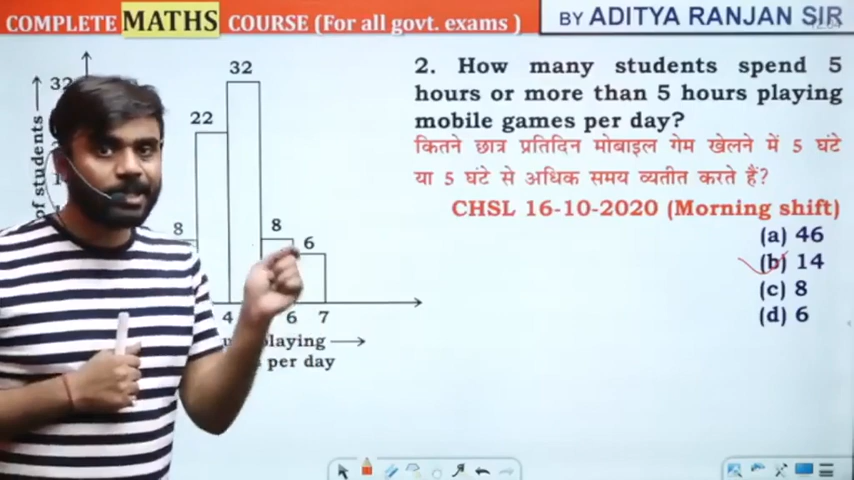 COMPLETE MATHS COURSE (For all govt. exams )
BY ADITYA RANJAN SIR
32
32
22
8
8
6
of students
4
6
7
playing
per day
2. How many students spend 5
hours or more than 5 hours playing
mobile games per day?
कितने छात्र प्रतिदिन मोबाइल गेम खेलने में 5 घंटे
या 5 घंटे से अधिक समय व्यतीत करते हैं?
CHSL 16-10-2020 (Morning shift)
(a) 46
(b) 14
(c) 8
(d) 6